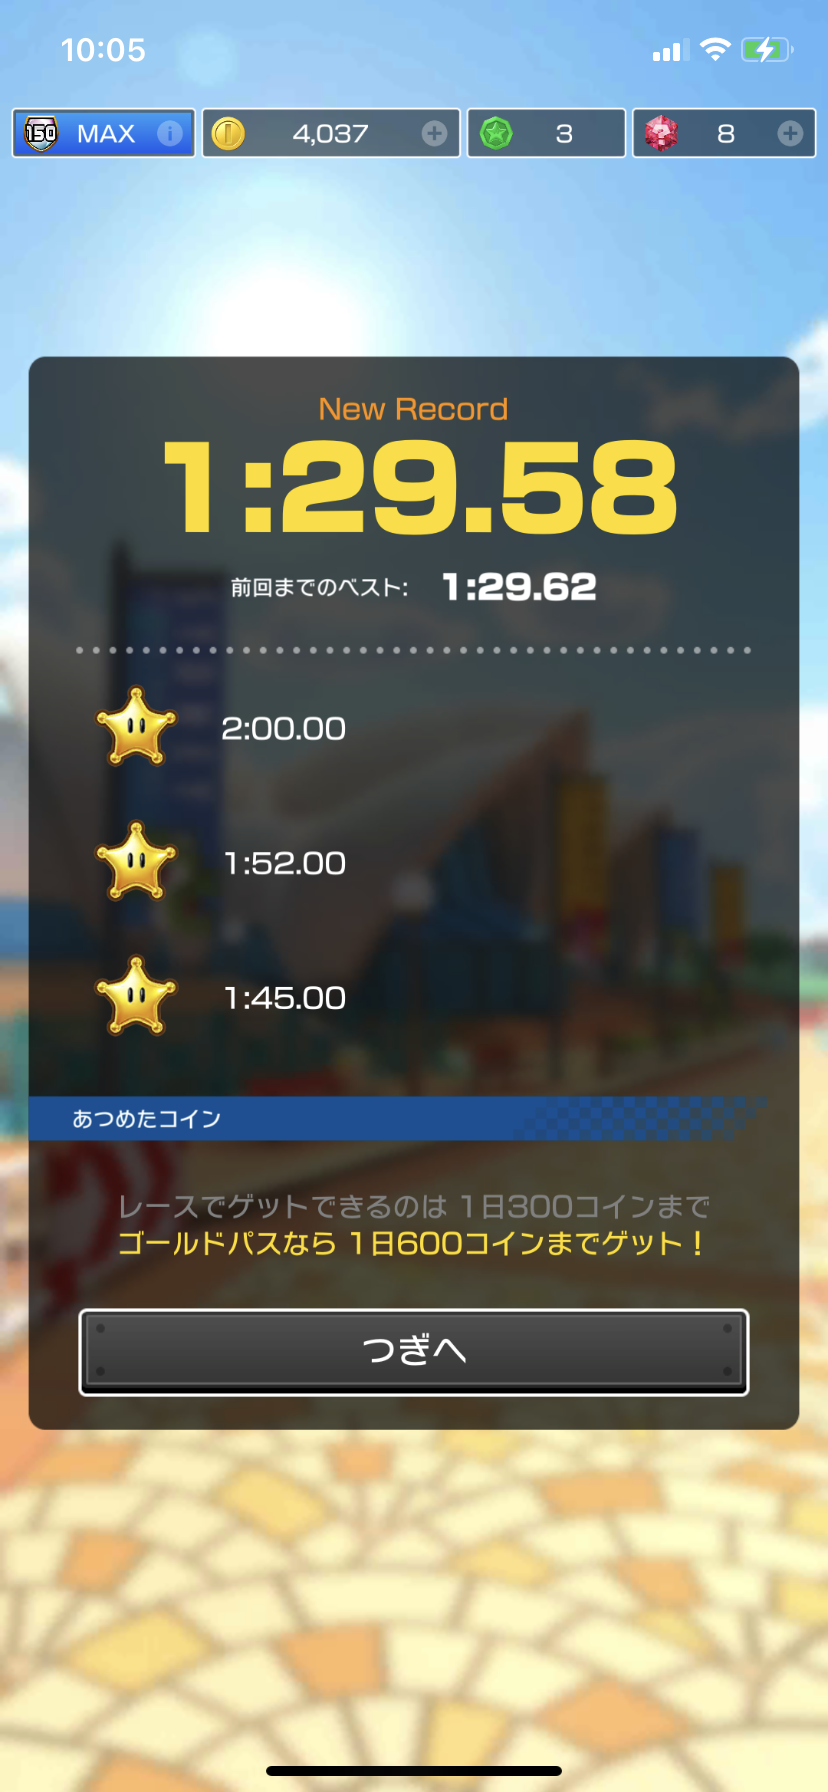 10:05
150 MAX i 4,037 + 3 8 +
New Record
1:29.58
前回までのベスト: 1:29.62
2:00.00
1:52.00
1:45.00
あつめたコイン
レースでゲットできるのは 1日300コインまで
ゴールドパスなら 1日600コインまでゲット！
つぎへ